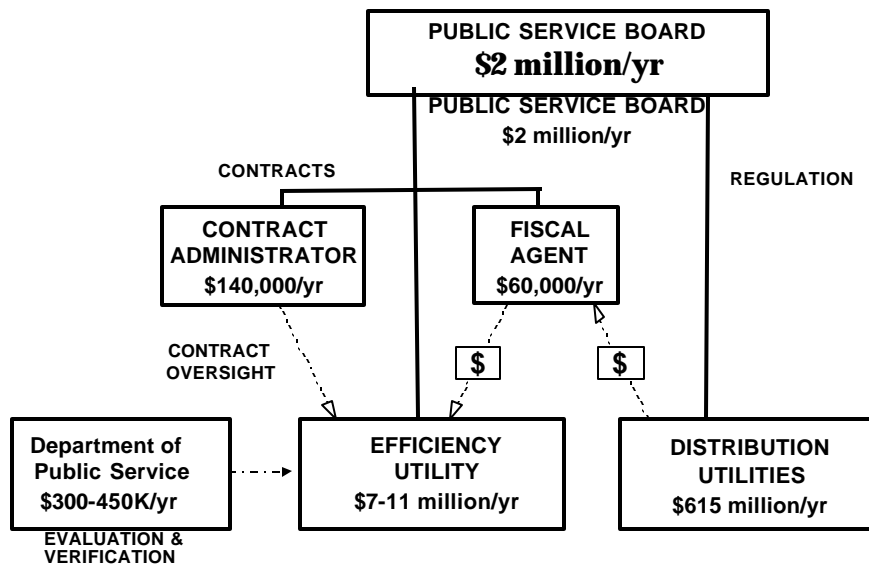 PUBLIC SERVICE BOARD
$2 million/yr
PUBLIC SERVICE BOARD
$2 million/yr
CONTRACTS
REGULATION
CONTRACT
ADMINISTRATOR
$140,000/yr
FISCAL
AGENT
$60,000/yr
CONTRACT
OVERSIGHT
$
$
Department of
Public Service
$300-450K/yr
EFFICIENCY
UTILITY
$7-11 million/yr
DISTRIBUTION
UTILITIES
$615 million/yr
EVALUATION &
VERIFICATION